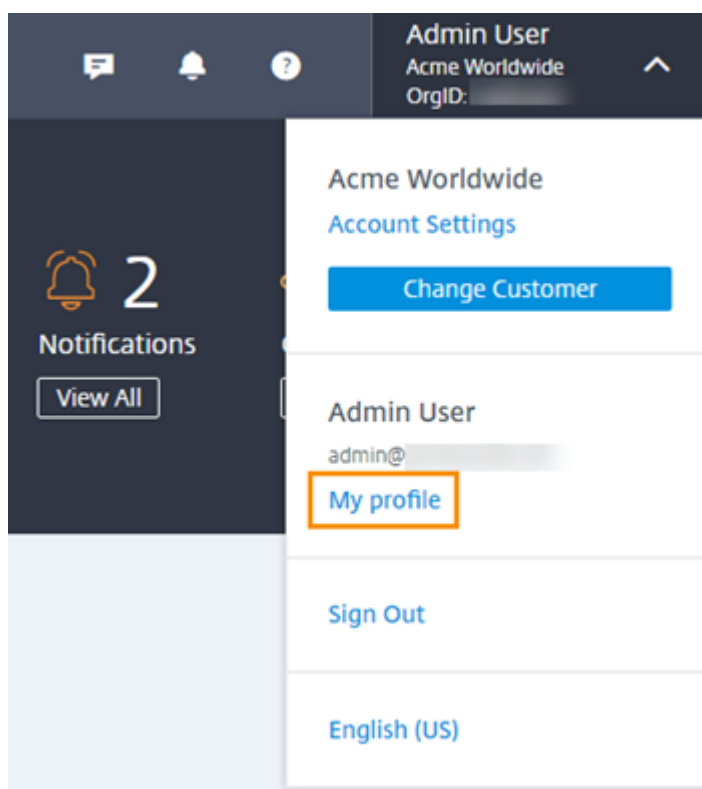 Admin User
Acme Worldwide
OrgID:
Acme Worldwide
Account Settings
Change Customer
2
Notifications
View All
Admin User
admin@
My profile
Sign Out
English (US)